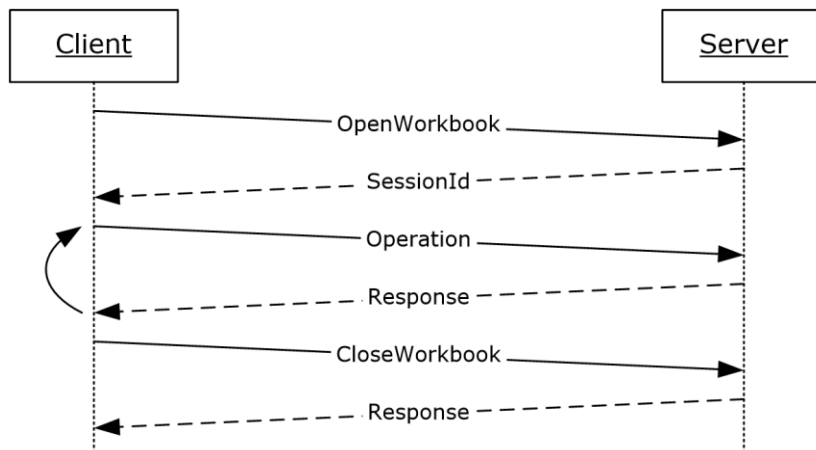 Client
Server
OpenWorkbook
SessionId
Operation
Response
CloseWorkbook
Response